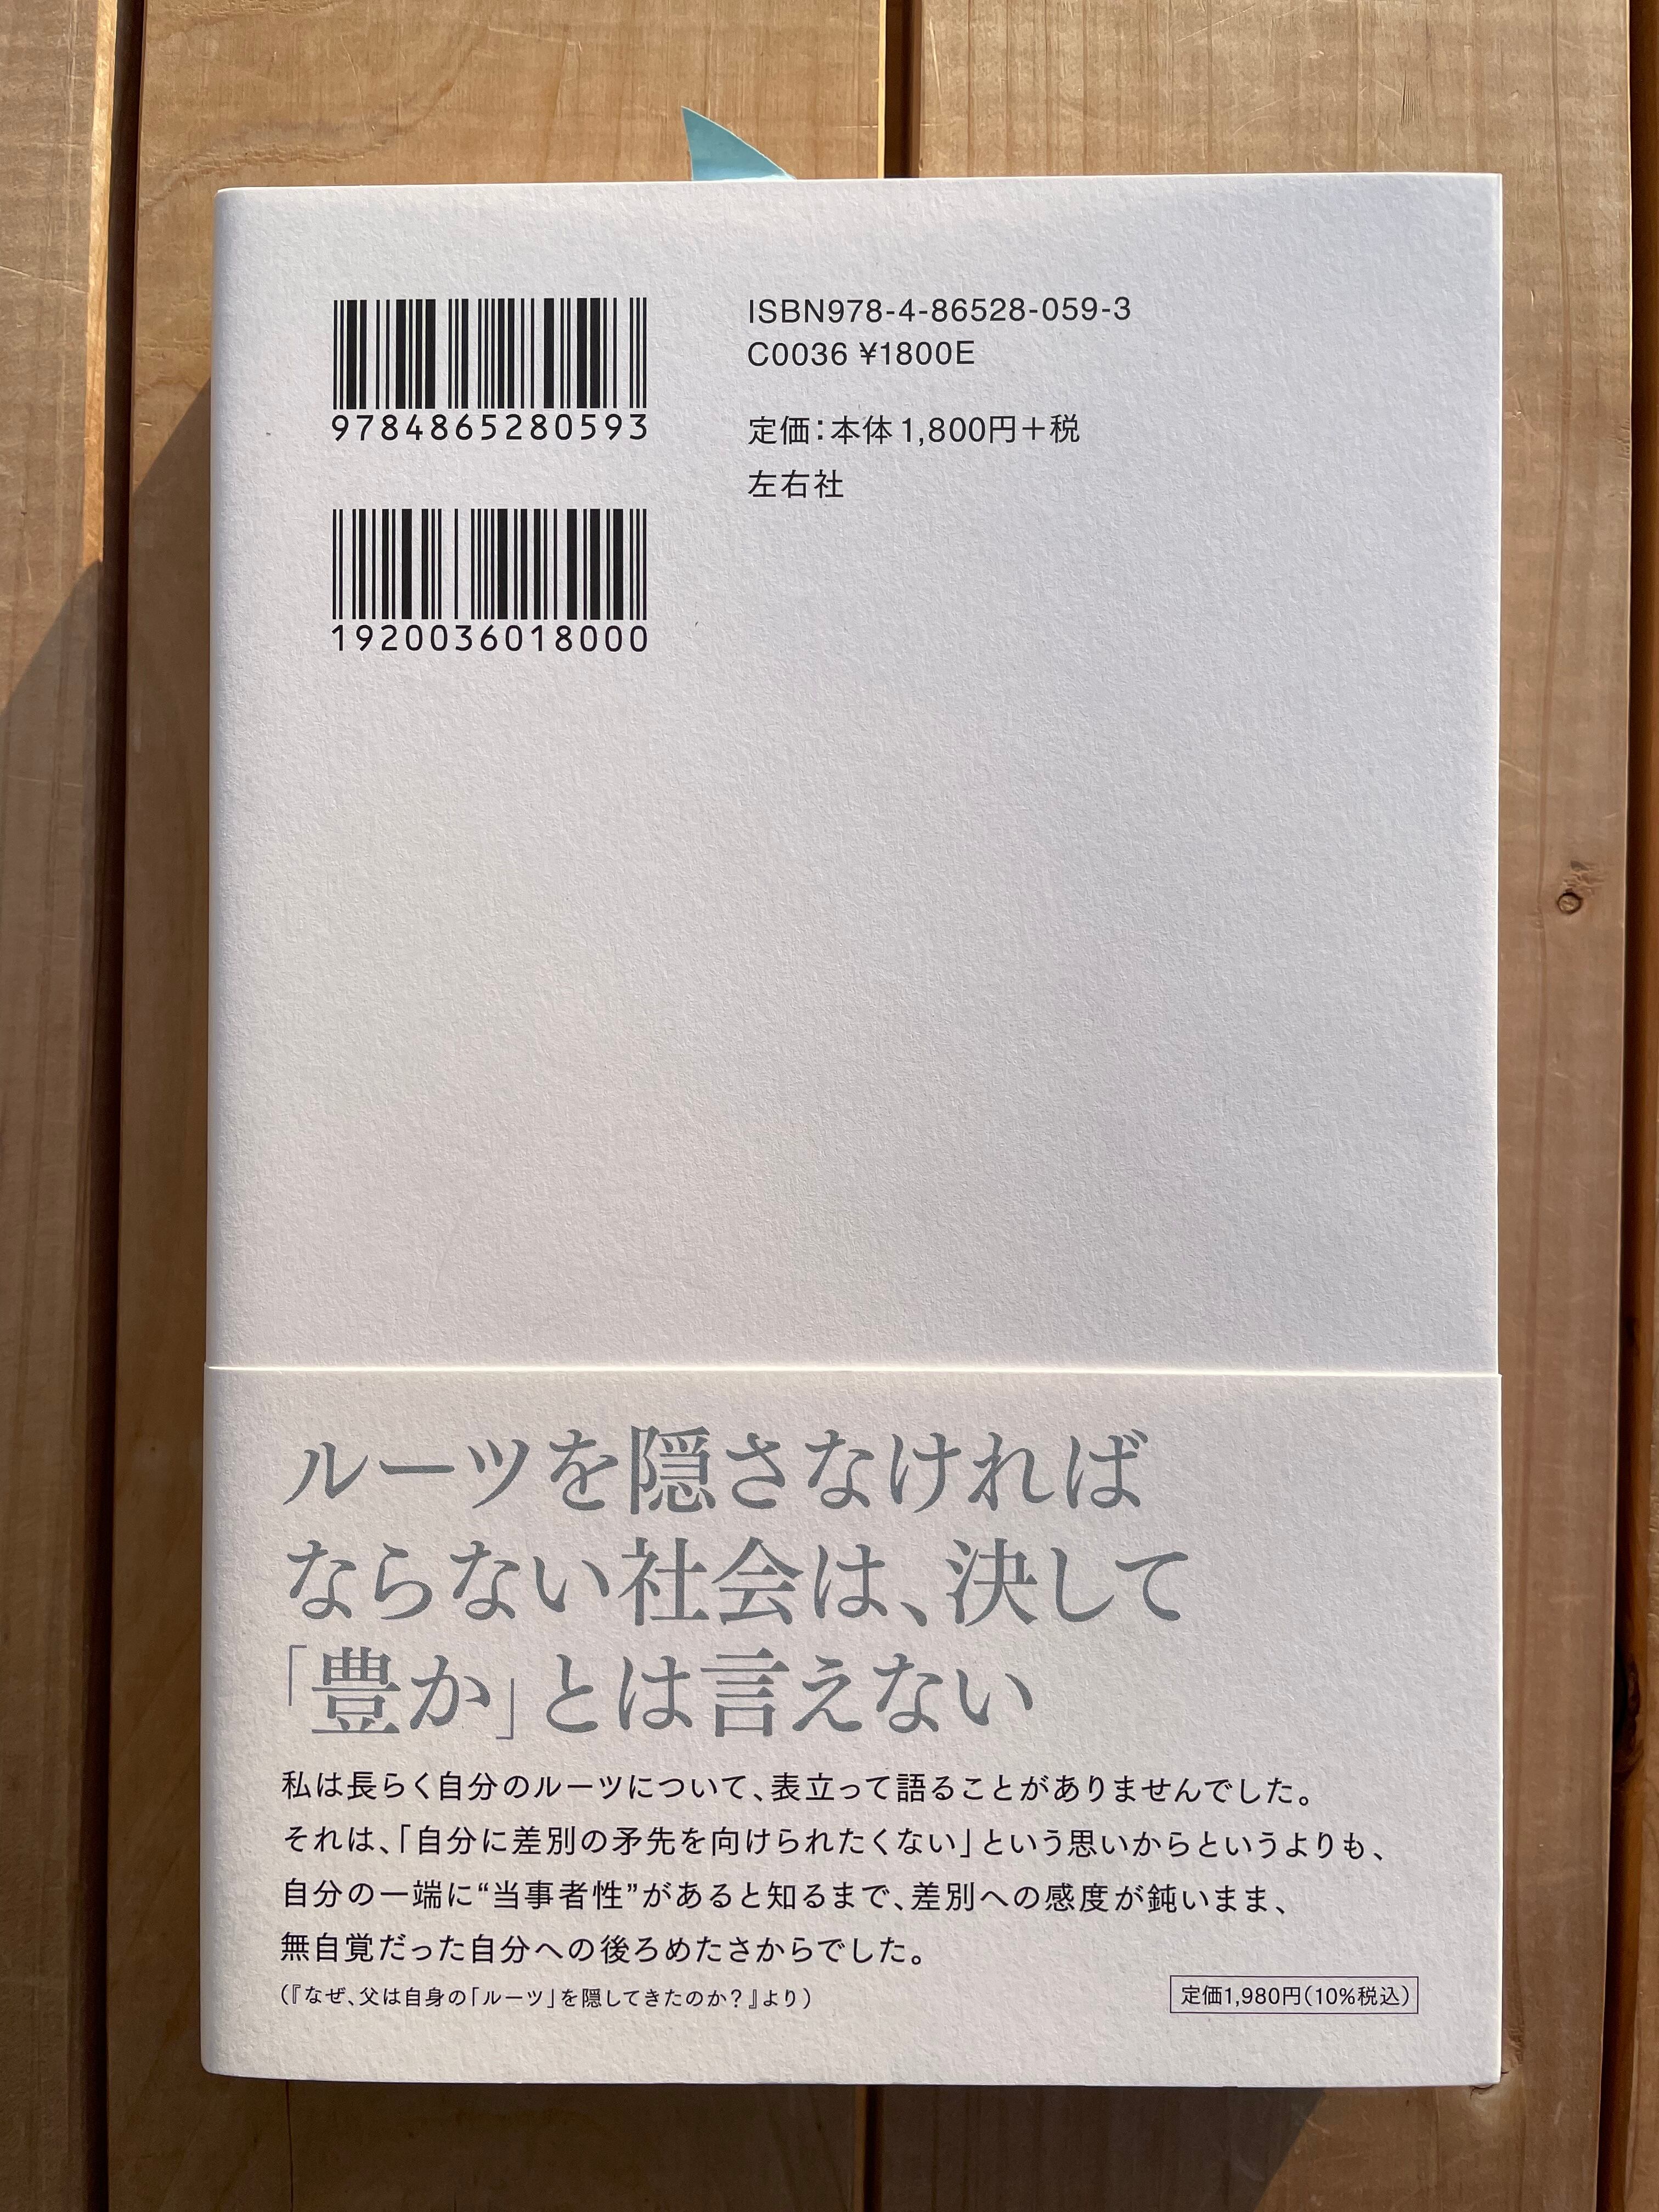 9784865280593
1920036018000
ISBN978-4-86528-059-3
C0036 ¥1800E
定価：本体1,800円＋税
左右社
ルーツを隠さなければ
ならない社会は、決して
「豊か」とは言えない
私は長らく自分のルーツについて、表立って語ることがありませんでした。
それは、「自分に差別の矛先を向けられたくない」という思いからというよりも、
自分の一端に“当事者性”があると知るまで、差別への感度が鈍いまま、
無自覚だった自分への後ろめたさからでした。
（『なぜ、父は自身の「ルーツ」を隠してきたのか？』より）
定価1,980円（10%税込）